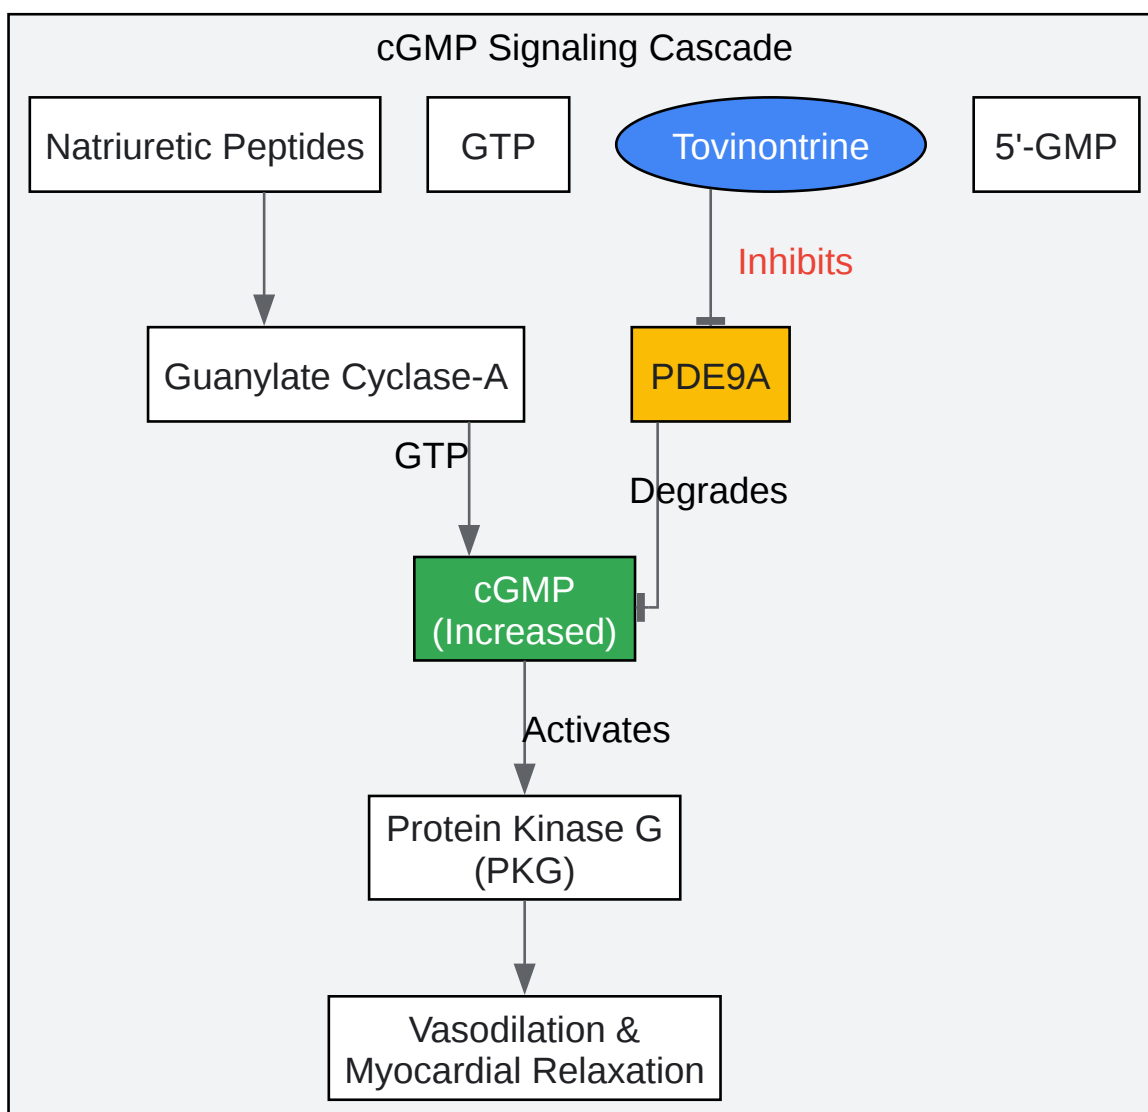 cGMP Signaling Cascade
Natriuretic Peptides
GTP
Tovinontrine
5'-GMP
Inhibits
Guanylate Cyclase-A
PDE9A
GTP
Degrades
cGMP
(Increased)
Activates
Protein Kinase G
(PKG)
Vasodilation &
Myocardial Relaxation